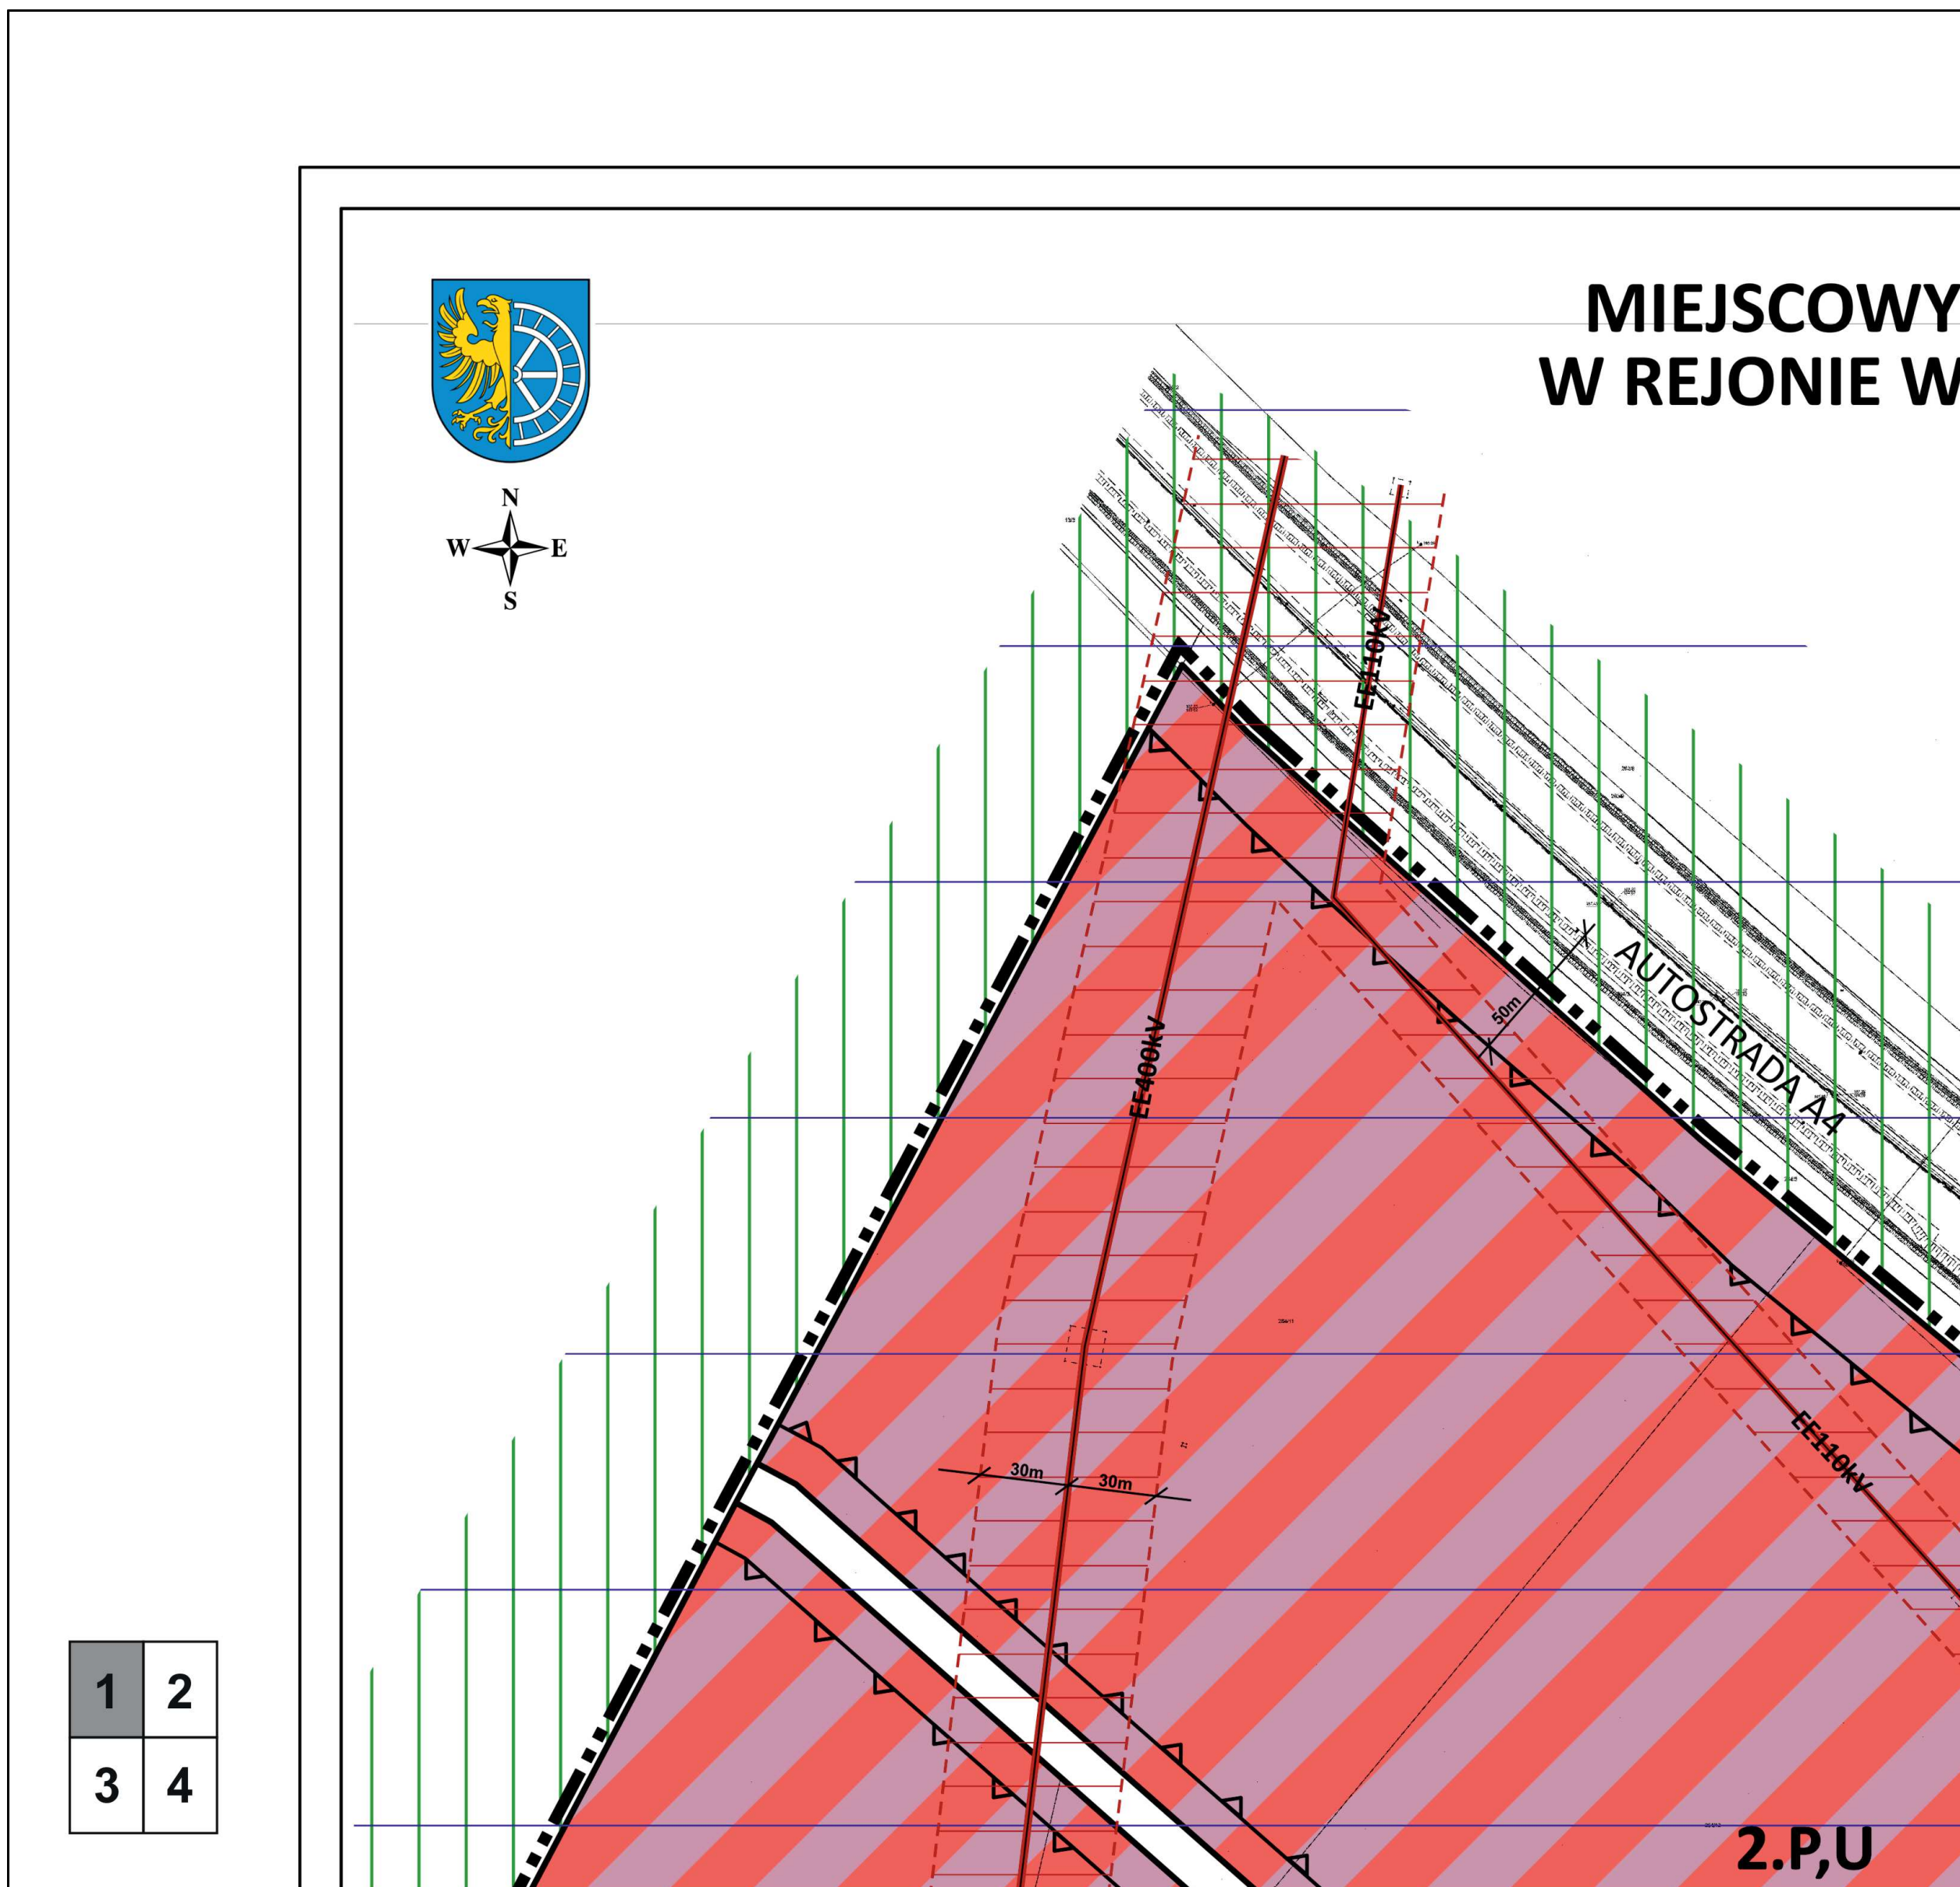 MIEJSCOWY
W REJONIE W
N
W E
S
EE110kV
AUTOSTRADA A4
50m
EE400kV
EE110kV
30m
30m
1 2
3 4
2.P,U